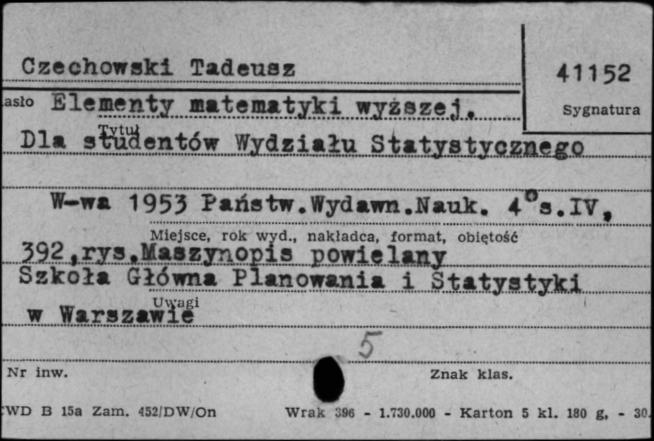 Czechowski Tadeusz
41152
asło Elementy matematyki wyższej.
Sygnatura
Tytuł
Dla studentów Wydziału Statystycznego
W-wa 1953 Państw.Wydawn.Nauk. 4° s.IV,
Miejsce, rok wyd., nakładca, format, objętość
392,rys.Maszynopis powielany
Szkoła Główna Planowania i Statystyki
Uwagi
w Warszawie
5
Nr inw.
Znak klas.
CWD B 15a Zam. 452/DW/On Wrak 396 - 1.730.000 - Karton 5 kl. 180 g, - 30.